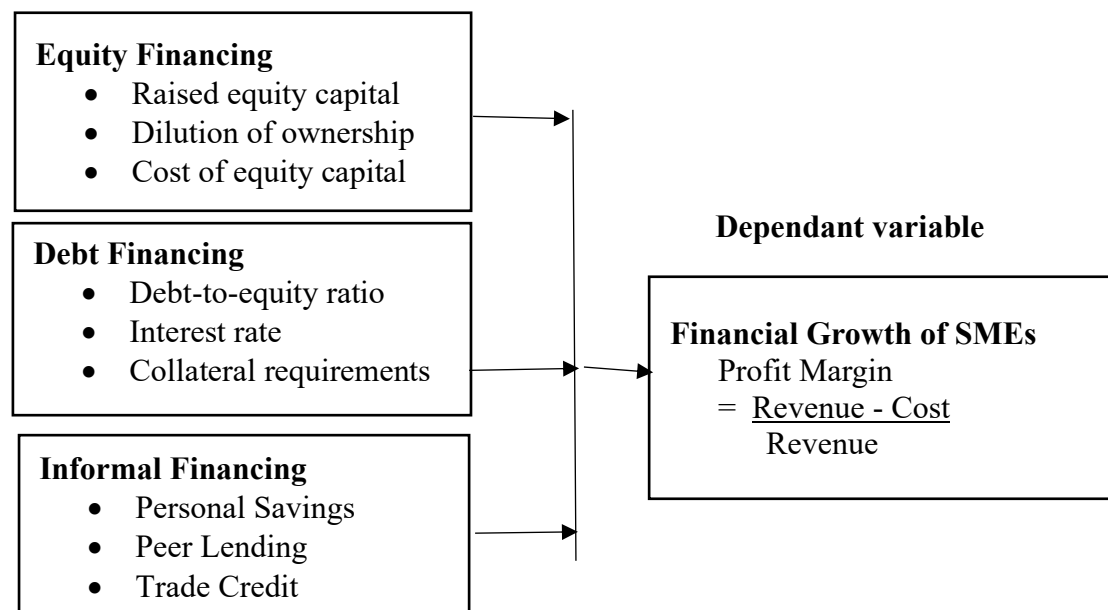 Equity Financing
• Raised equity capital
• Dilution of ownership
• Cost of equity capital
Debt Financing
• Debt-to-equity ratio
• Interest rate
• Collateral requirements
Informal Financing
• Personal Savings
• Peer Lending
• Trade Credit
Dependant variable
Financial Growth of SMEs
Profit Margin
= Revenue - Cost
Revenue